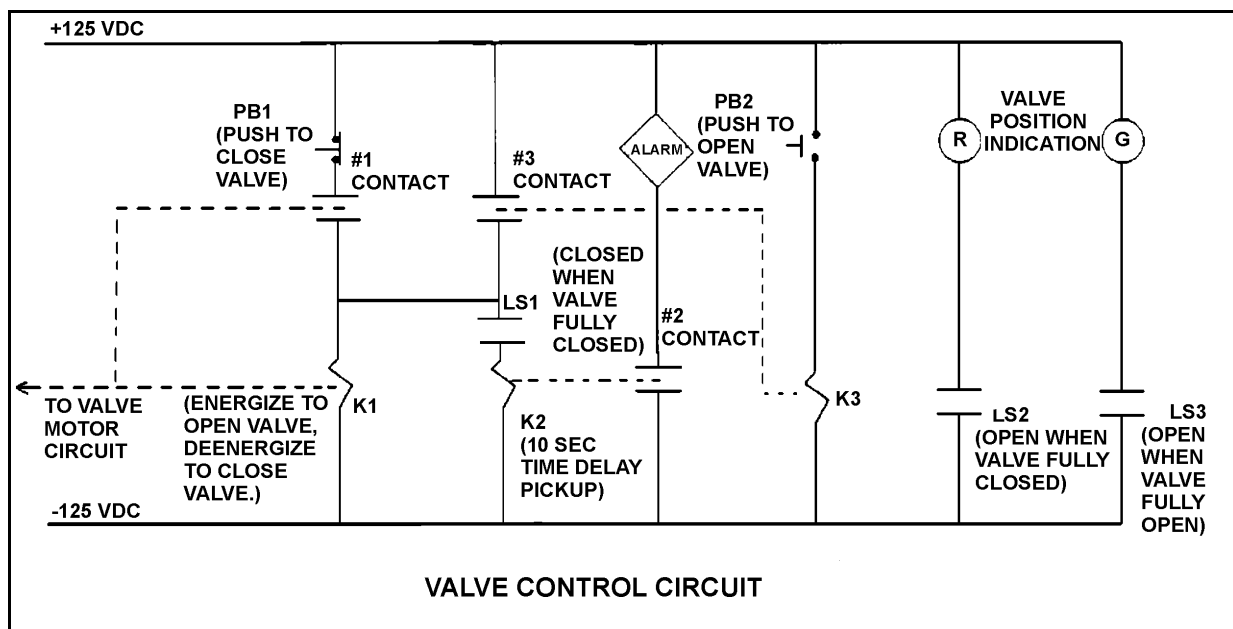 +125 VDC
PB1
(PUSH TO
CLOSE
VALVE)
#1
CONTACT
#3
CONTACT
ALARM
PB2
(PUSH TO
OPEN
VALVE)
R
VALVE
POSITION
INDICATION
G
(CLOSED
WHEN
VALVE
FULLY
CLOSED)
LS1
#2
CONTACT
TO VALVE
MOTOR
CIRCUIT
(ENERGIZE TO
OPEN VALVE,
DEENERGIZE
TO CLOSE
VALVE.)
K1
K2
(10 SEC
TIME DELAY
PICKUP)
K3
LS2
(OPEN WHEN
VALVE FULLY
CLOSED)
LS3
(OPEN
WHEN
VALVE
FULLY
OPEN)
-125 VDC
VALVE CONTROL CIRCUIT